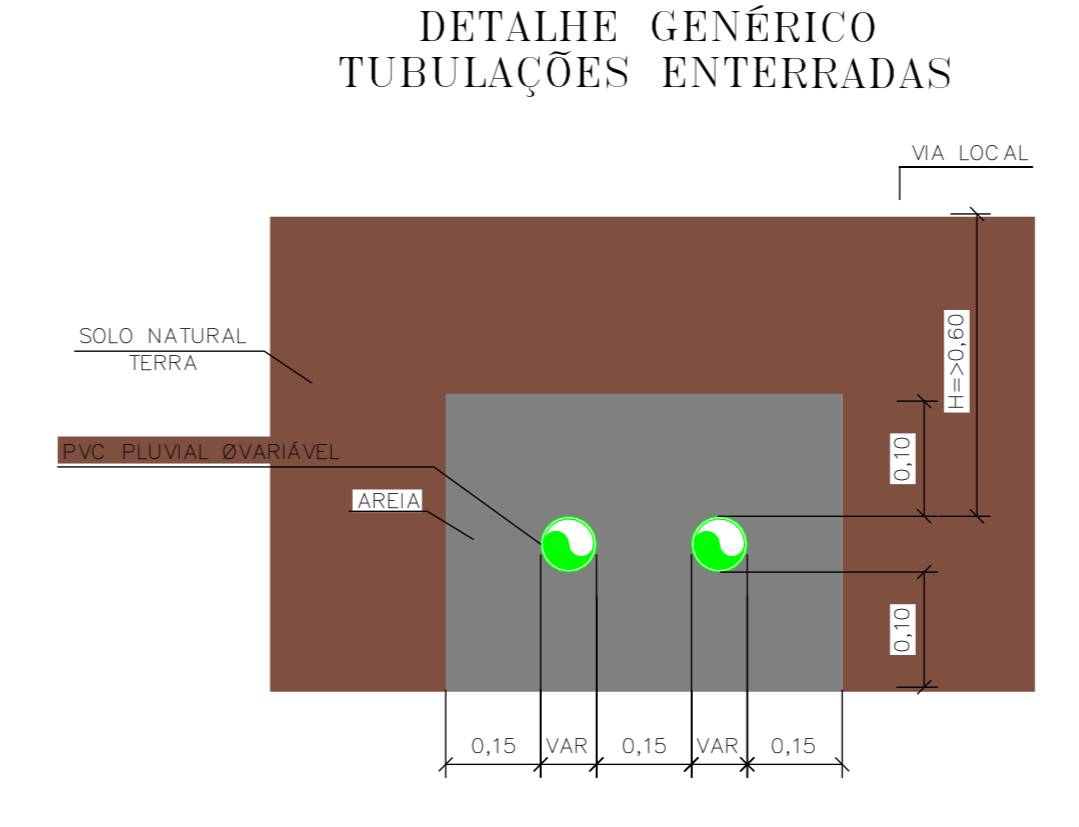 DETALHE GENÉRICO
TUBULAÇÕES ENTERRADAS
VIA LOCAL
SOLO NATURAL
TERRA
H=>0,60
PVC PLUVIAL ØVARIÁVEL
0,10
AREIA
0,10
0,15 VAR 0,15 VAR 0,15